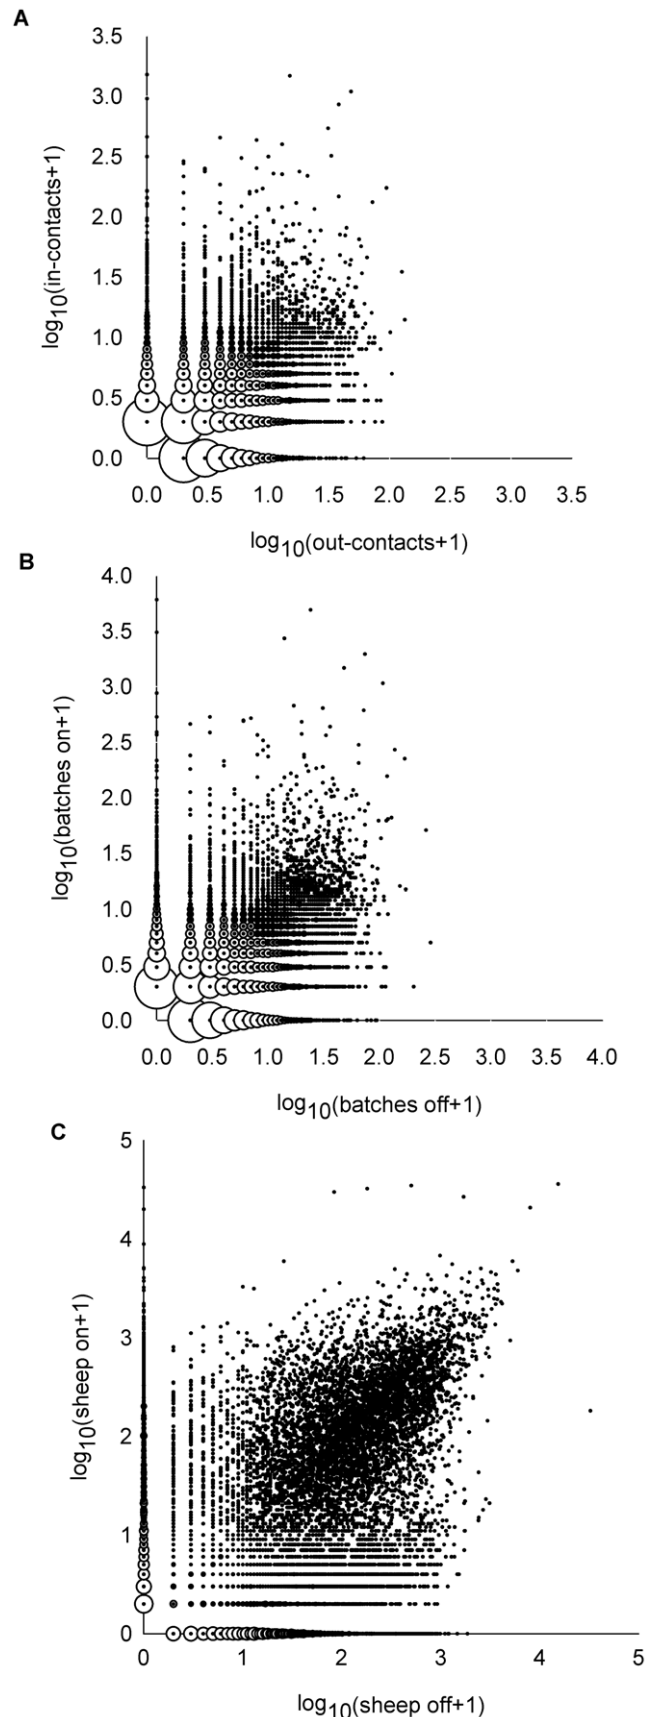 A
3.5
3.0
2.5
2.0
1.5
1.0
0.5
0.0
log10(in-contacts+1)
0.0 0.5 1.0 1.5 2.0 2.5 3.0 3.5
log10(out-contacts+1)
B
4.0
3.5
3.0
2.5
2.0
1.5
1.0
0.5
0.0
log10(batches on+1)
0.0 0.5 1.0 1.5 2.0 2.5 3.0 3.5 4.0
log10(batches off+1)
C
5
4
3
2
1
0
log10(sheep on+1)
0 1 2 3 4 5
log10(sheep off+1)